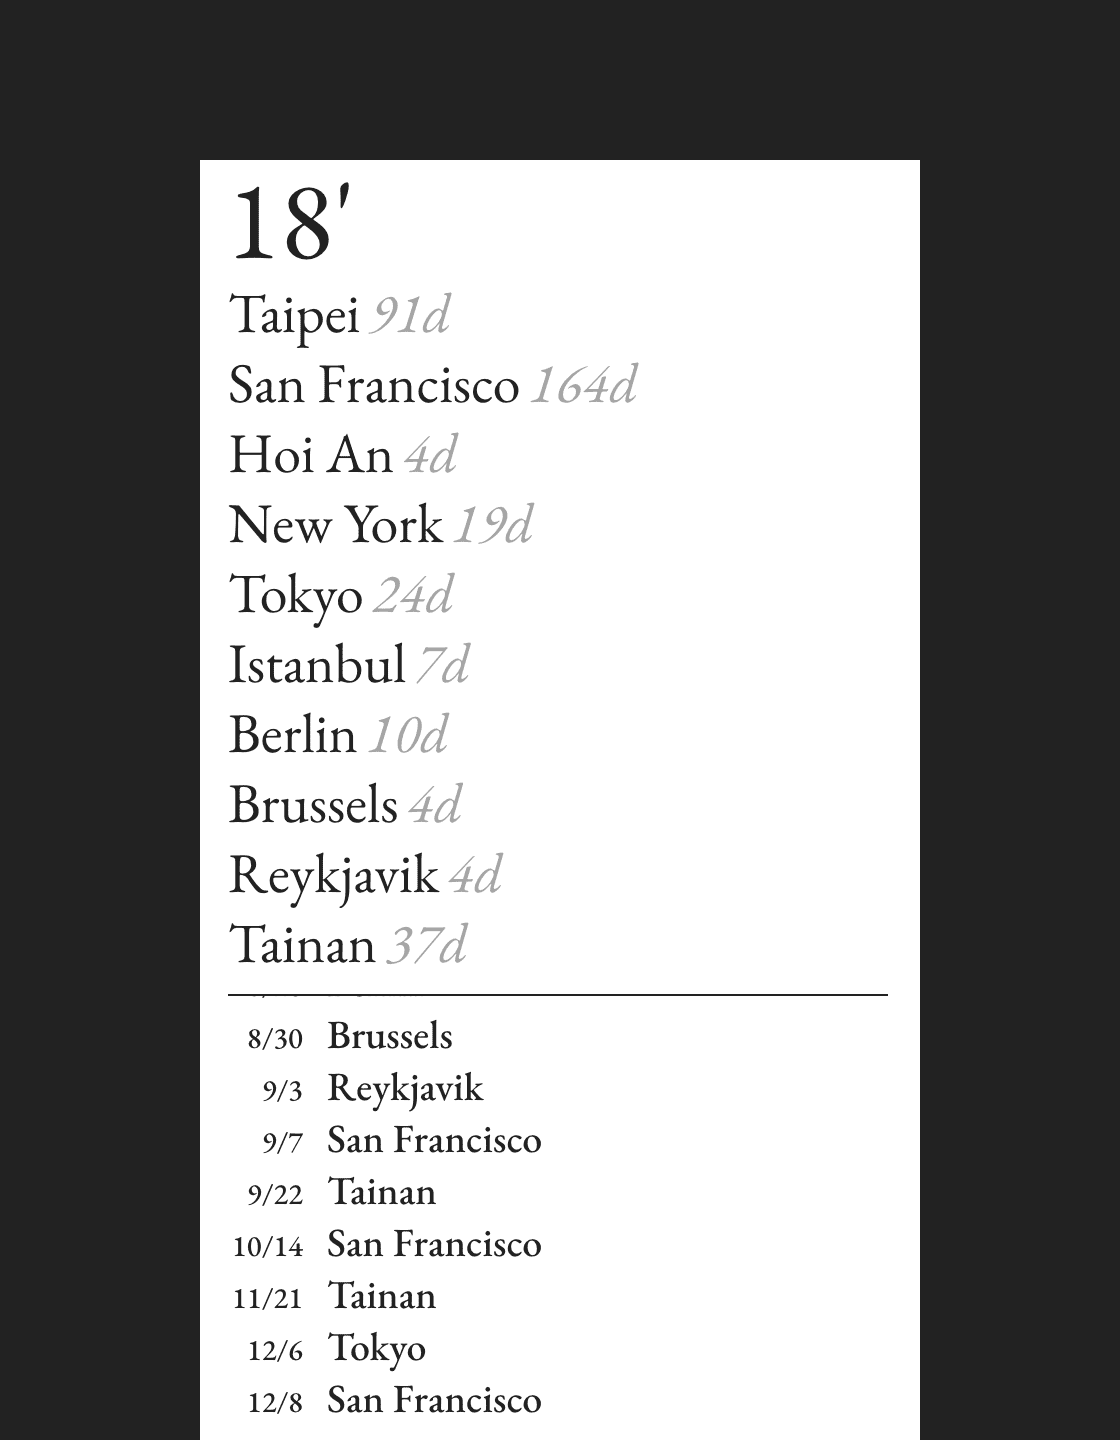 18'
Taipei 91d
San Francisco 164d
Hoi An 4d
New York 19d
Tokyo 24d
Istanbul 7d
Berlin 10d
Brussels 4d
Reykjavik 4d
Tainan 37d
8/30 Brussels
9/3 Reykjavik
9/7 San Francisco
9/22 Tainan
10/14 San Francisco
11/21 Tainan
12/6 Tokyo
12/8 San Francisco